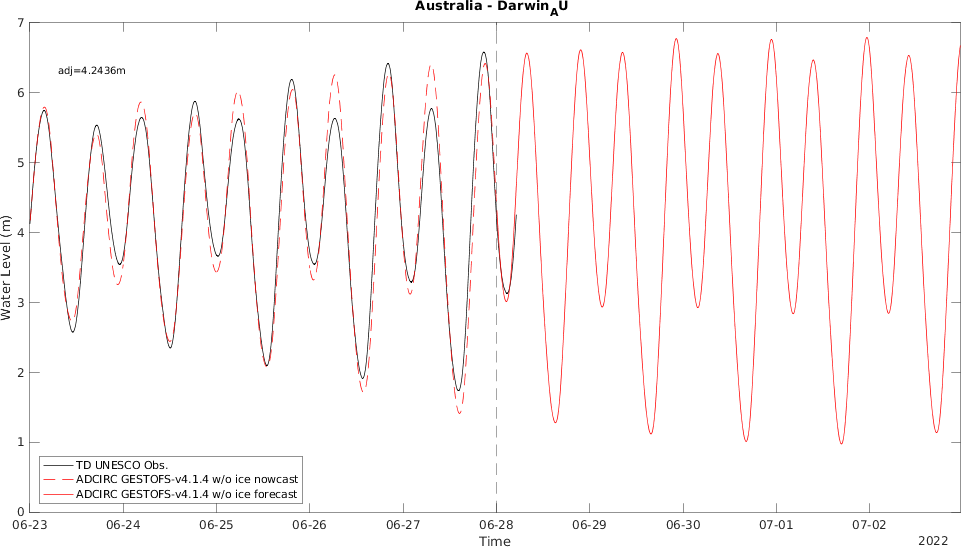 Australia - Darwin_AU
adj=4.2436m
Water Level (m)
7
6
5
4
3
2
1
0
TD UNESCO Obs.
ADCIRC GESTOFS-v4.1.4 w/o ice nowcast
ADCIRC GESTOFS-v4.1.4 w/o ice forecast
06-23 06-24 06-25 06-26 06-27 06-28 06-29 06-30 07-01 07-02
Time
2022